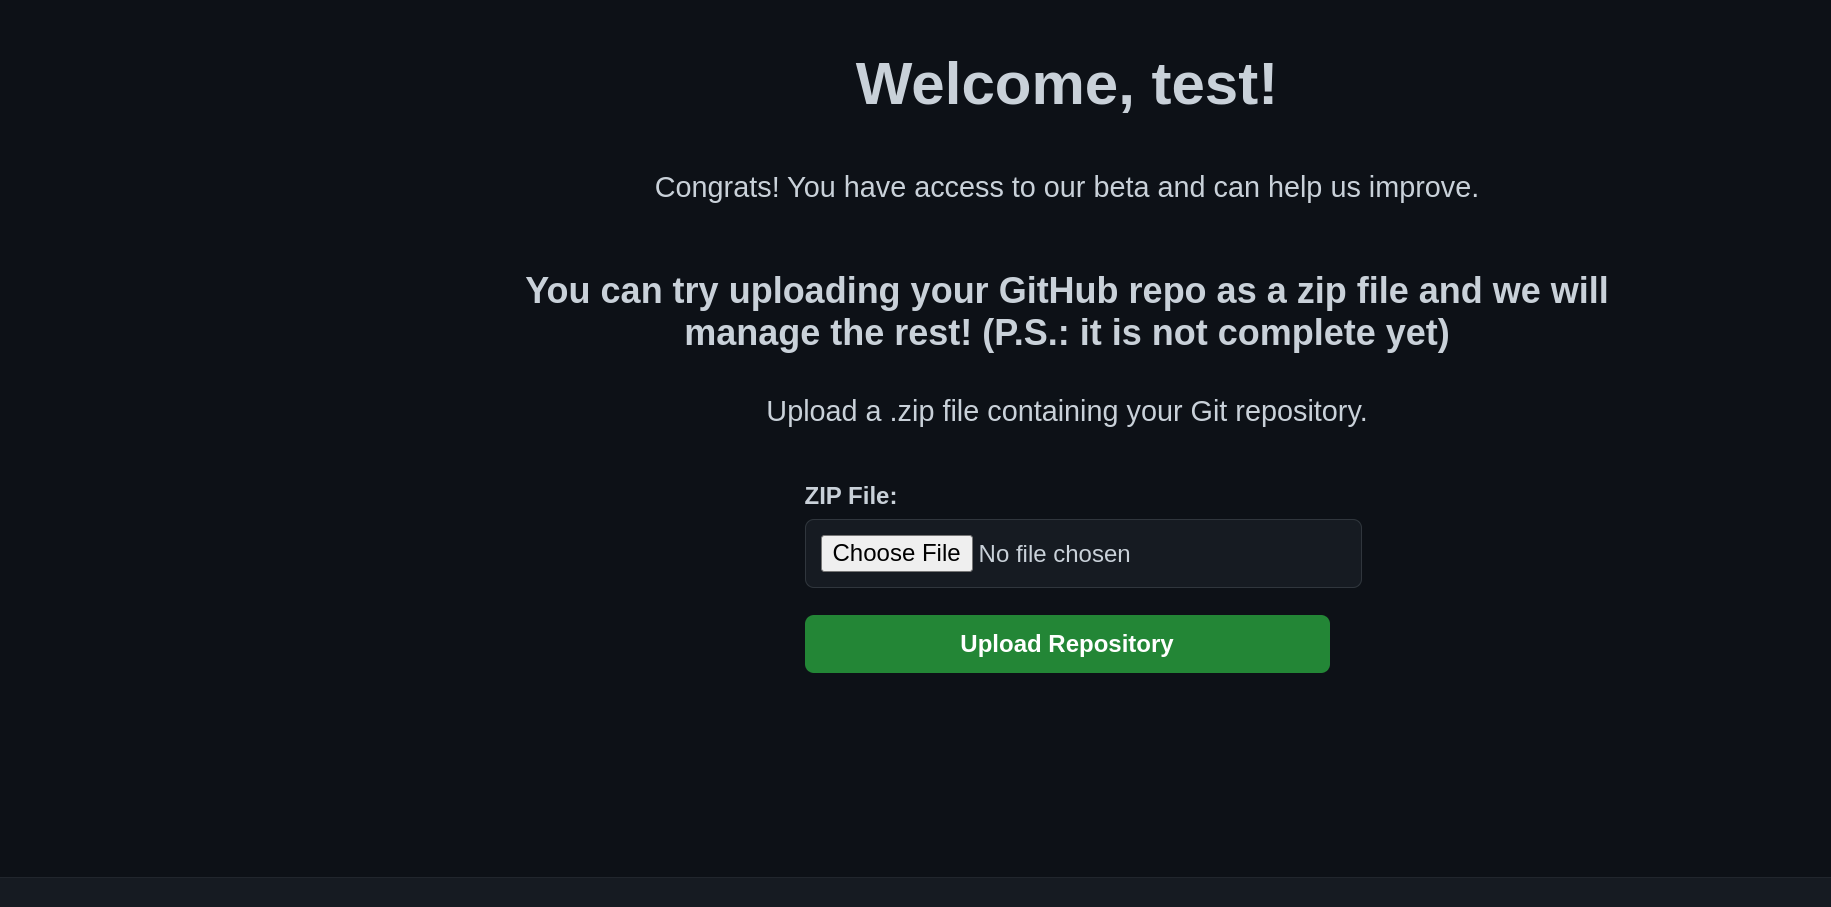 Welcome, test!
Congrats! You have access to our beta and can help us improve.
You can try uploading your GitHub repo as a zip file and we will
manage the rest! (P.S.: it is not complete yet)
Upload a .zip file containing your Git repository.
ZIP File:
Choose File No file chosen
Upload Repository